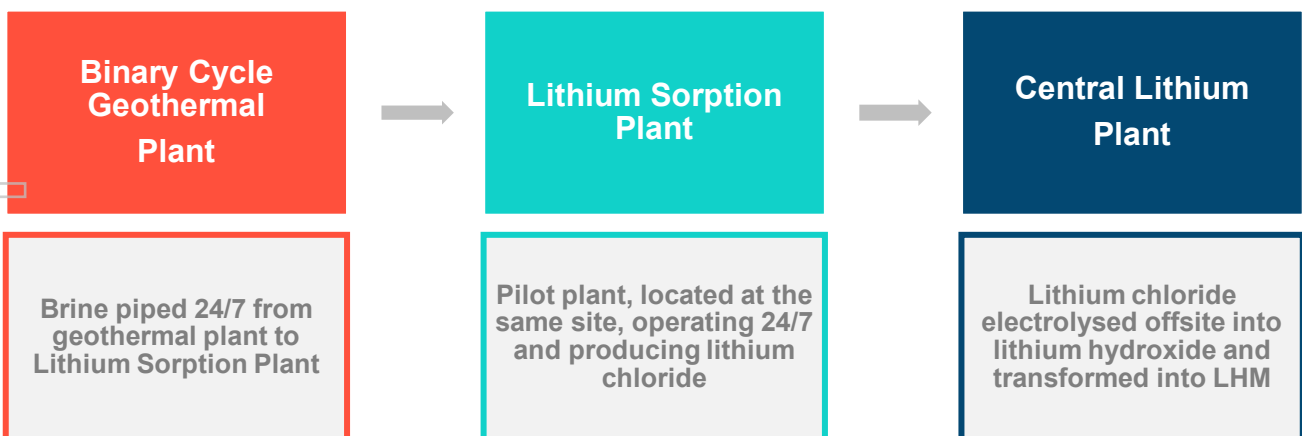 Binary Cycle
Geothermal
Plant
Lithium Sorption
Plant
Central Lithium
Plant
Brine piped 24/7 from
geothermal plant to
Lithium Sorption Plant
Pilot plant, located at the
same site, operating 24/7
and producing lithium
chloride
Lithium chloride
electrolysed offsite into
lithium hydroxide and
transformed into LHM